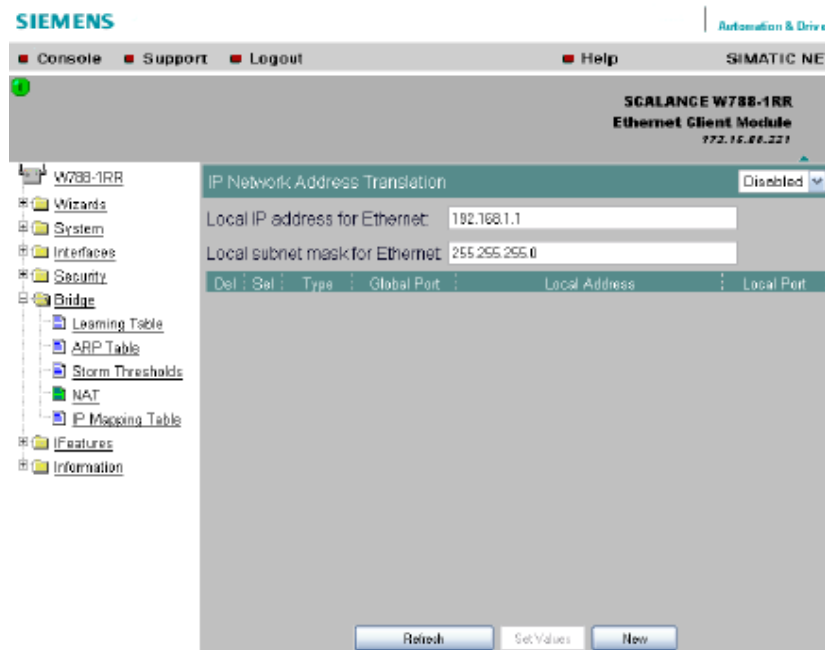 SIEMENS
Automation & Drive
Console Support Logout Help SIMATIC NE
SCALANCE W788-1RR
Ethernet Client Module
W788-1RR
Wizards
System
Interfaces
Security
Bridge
Learning Table
ARP Table
Storm Thresholds
NAT
IP Mapping Table
IFeatures
Information
IP Network Address Translation Disabled
Local IP address for Ethernet: 192.168.1.1
Local subnet mask for Ethernet: 255.255.255.0
Del Sel Type Global Port Local Address Local Port
Refresh Set Values New